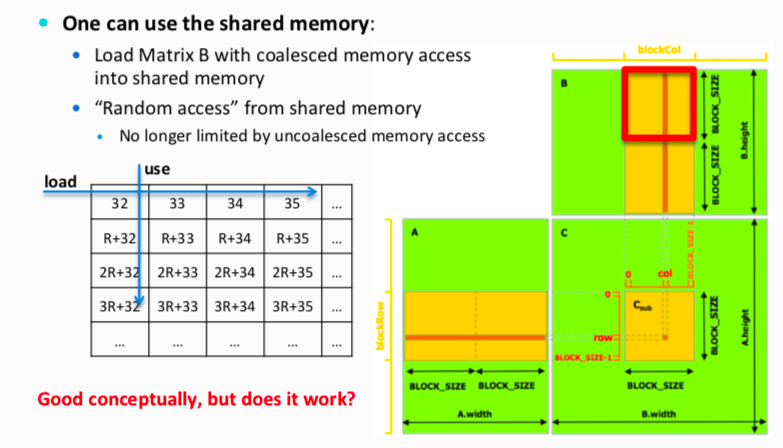 One can use the shared memory:
Load Matrix B with coalesced memory access
into shared memory
“Random access” from shared memory
No longer limited by uncoalesced memory access
use
load
32 33 34 35 ...
R+32 R+33 R+34 R+35 ...
2R+32 2R+33 2R+34 2R+35 ...
3R+32 3R+33 3R+34 3R+35 ...
... ... ... ... ...
Good conceptually, but does it work?
blockCol
B
BLOCK_SIZE
BLOCK_SIZE
B.height
A
C
BLOCK_SIZE-1
0 col
0
Csub
row
BLOCK_SIZE-1
blockRow
BLOCK_SIZE
A.height
BLOCK_SIZE BLOCK_SIZE
BLOCK_SIZE
A.width
B.width